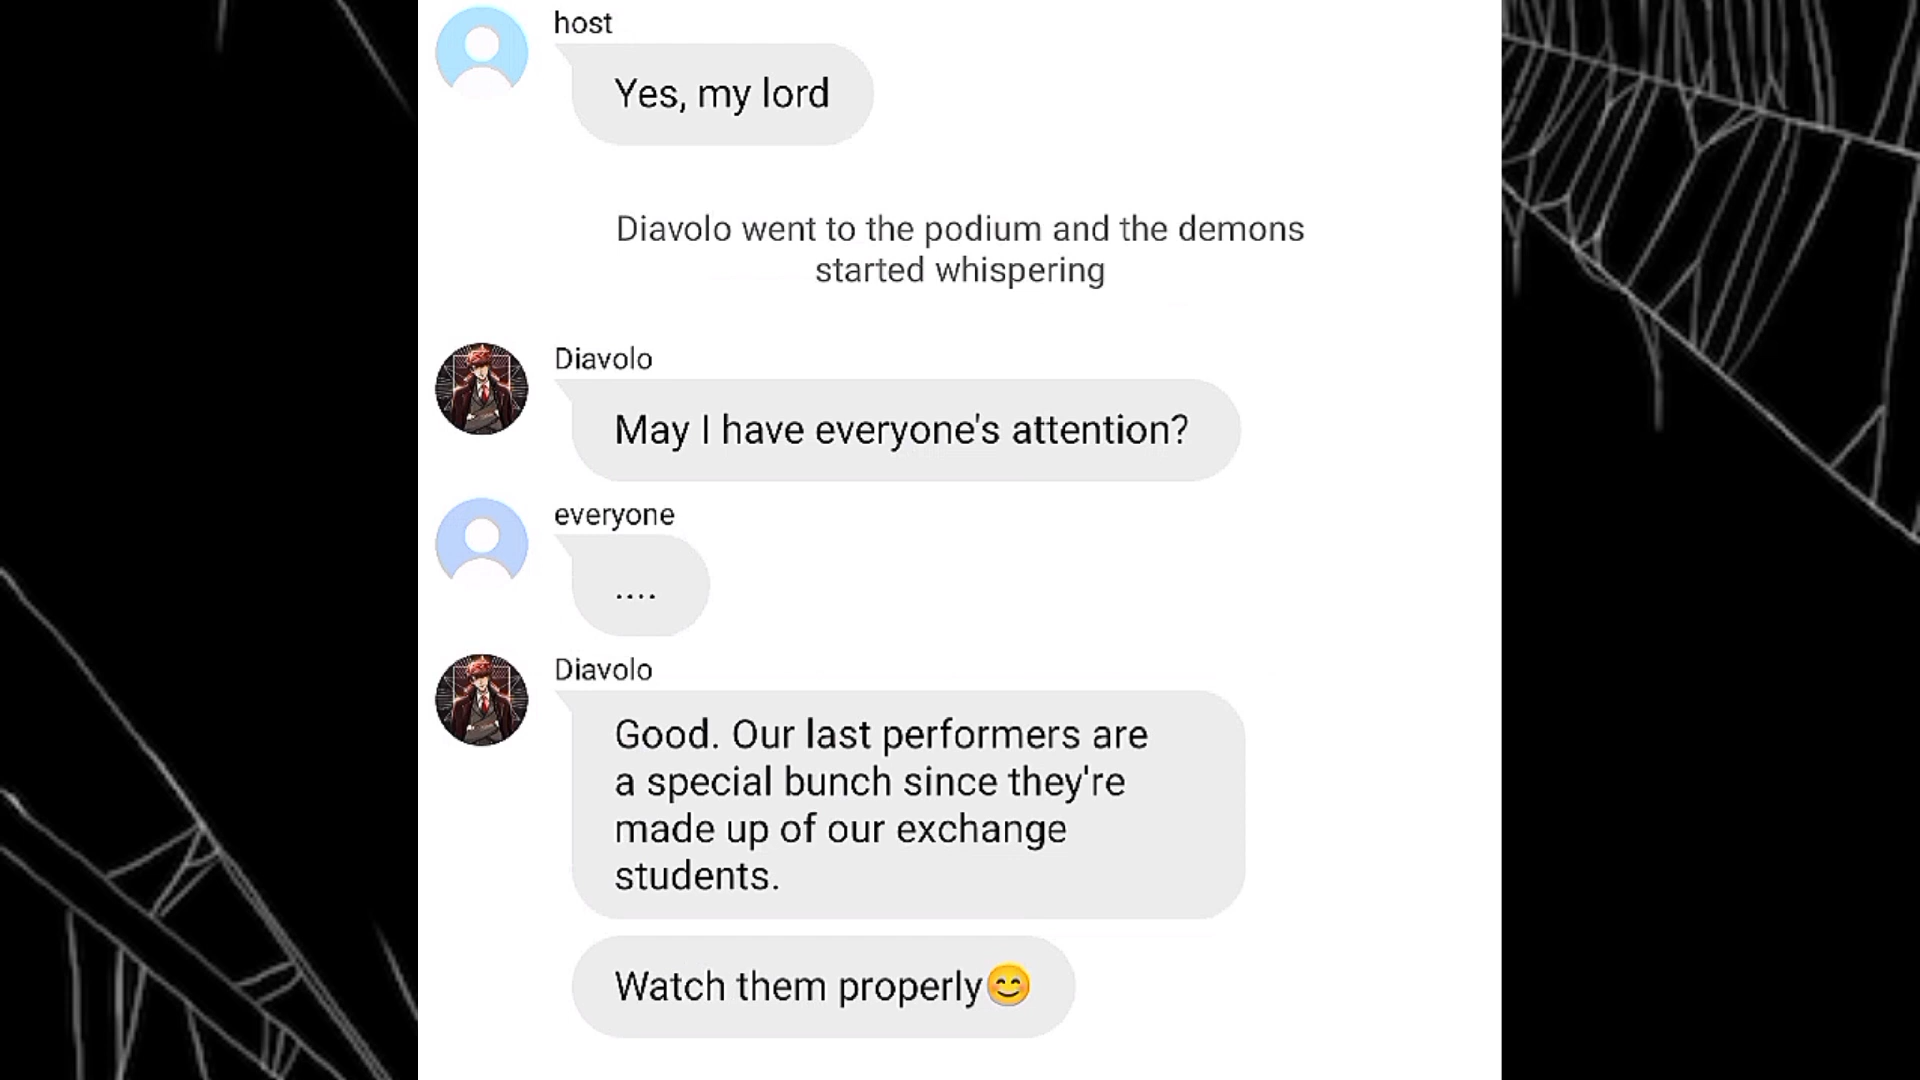 host
Yes, my lord
Diavolo went to the podium and the demons
started whispering
Diavolo
May I have everyone's attention?
everyone
....
Diavolo
Good. Our last performers are
a special bunch since they're
made up of our exchange
students.
Watch them properly😊